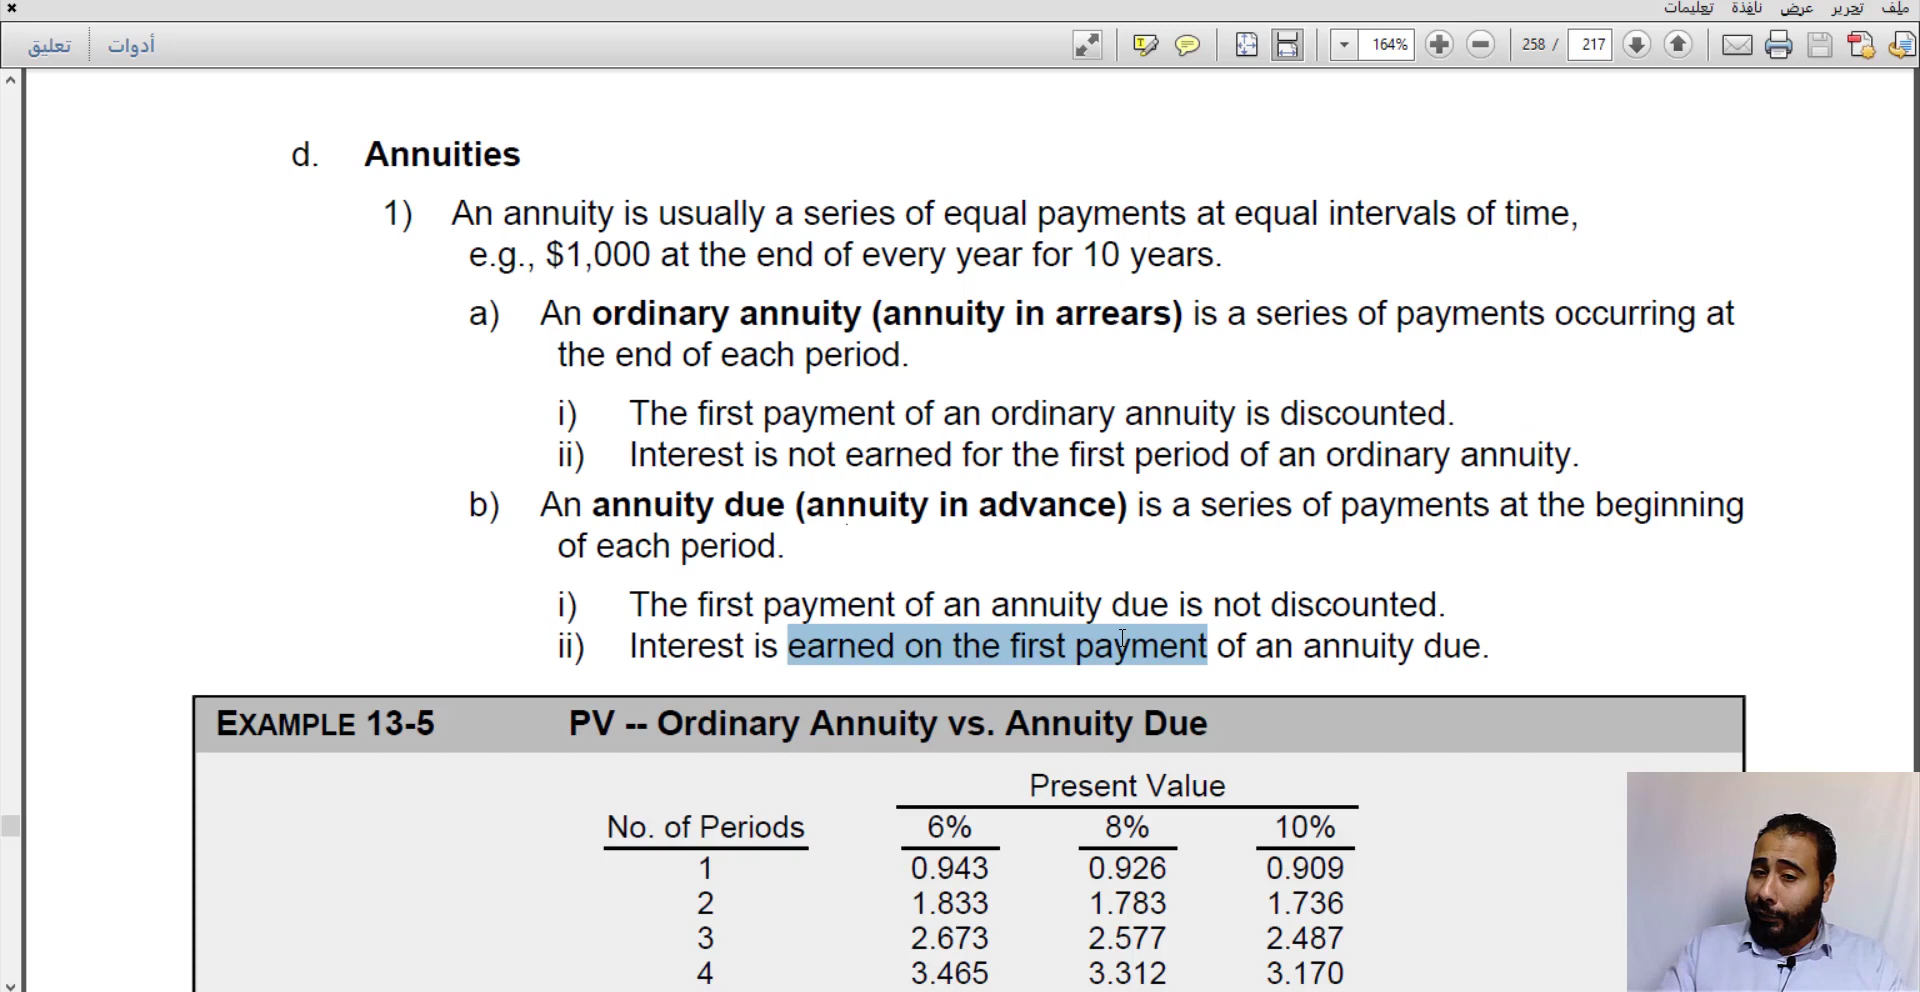 ملف تحرير عرض نافذة تعليمات
217 / 258 164% أدوات تعليق
d. Annuities
1) An annuity is usually a series of equal payments at equal intervals of time,
e.g., $1,000 at the end of every year for 10 years.
a) An ordinary annuity (annuity in arrears) is a series of payments occurring at
the end of each period.
i) The first payment of an ordinary annuity is discounted.
ii) Interest is not earned for the first period of an ordinary annuity.
b) An annuity due (annuity in advance) is a series of payments at the beginning
of each period.
i) The first payment of an annuity due is not discounted.
ii) Interest is earned on the first payment of an annuity due.
EXAMPLE 13-5 PV -- Ordinary Annuity vs. Annuity Due
Present Value
No. of Periods 6% 8% 10%
1 0.943 0.926 0.909
2 1.833 1.783 1.736
3 2.673 2.577 2.487
4 3.465 3.312 3.170